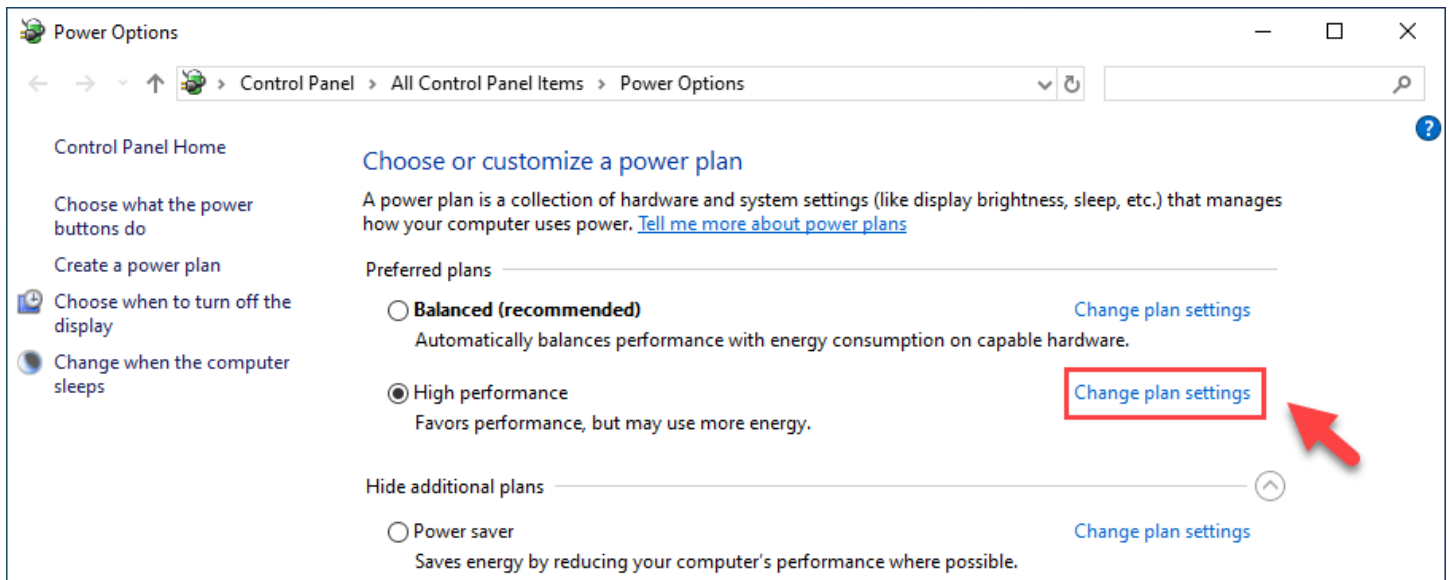 Power Options
Control Panel > All Control Panel Items > Power Options
Control Panel Home
Choose what the power
buttons do
Create a power plan
Choose when to turn off the
display
Change when the computer
sleeps
Choose or customize a power plan
A power plan is a collection of hardware and system settings (like display brightness, sleep, etc.) that manages
how your computer uses power. Tell me more about power plans
Preferred plans
Balanced (recommended) Change plan settings
Automatically balances performance with energy consumption on capable hardware.
High performance Change plan settings
Favors performance, but may use more energy.
Hide additional plans
Power saver Change plan settings
Saves energy by reducing your computer's performance where possible.